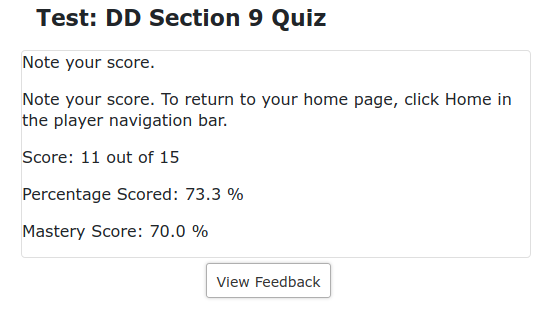 Test: DD Section 9 Quiz
Note your score.
Note your score. To return to your home page, click Home in
the player navigation bar.
Score: 11 out of 15
Percentage Scored: 73.3 %
Mastery Score: 70.0 %
View Feedback